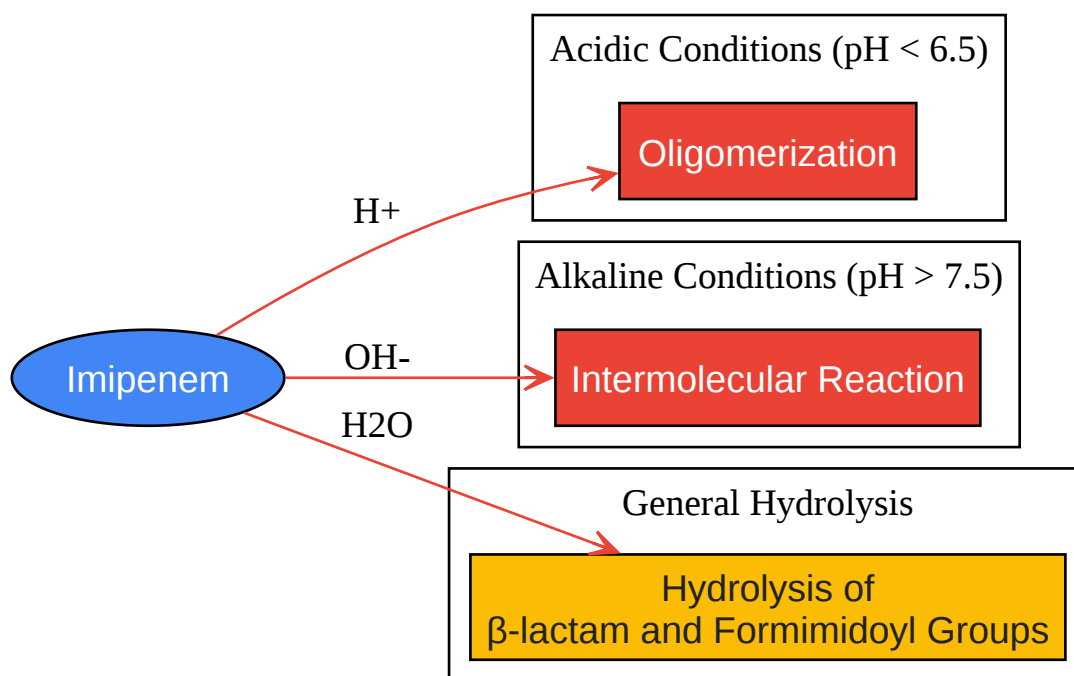 Acidic Conditions (pH < 6.5)
Oligomerization
H+
Alkaline Conditions (pH > 7.5)
Imipenem
OH-
Intermolecular Reaction
H2O
General Hydrolysis
Hydrolysis of
β-lactam and Formimidoyl Groups